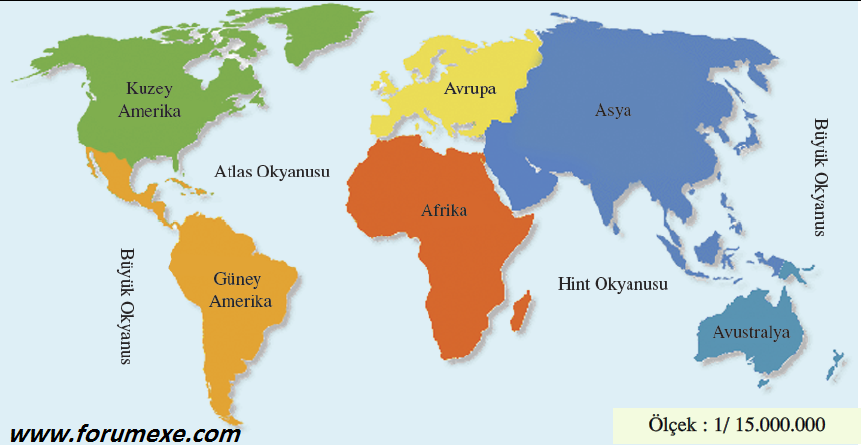 Kuzey
Amerika
Avrupa
Asya
Büyük Okyanus
Atlas Okyanusu
Afrika
Büyük Okyanus
Güney
Amerika
Hint Okyanusu
Avustralya
Ölçek : 1/ 15.000.000
www.forumexe.com